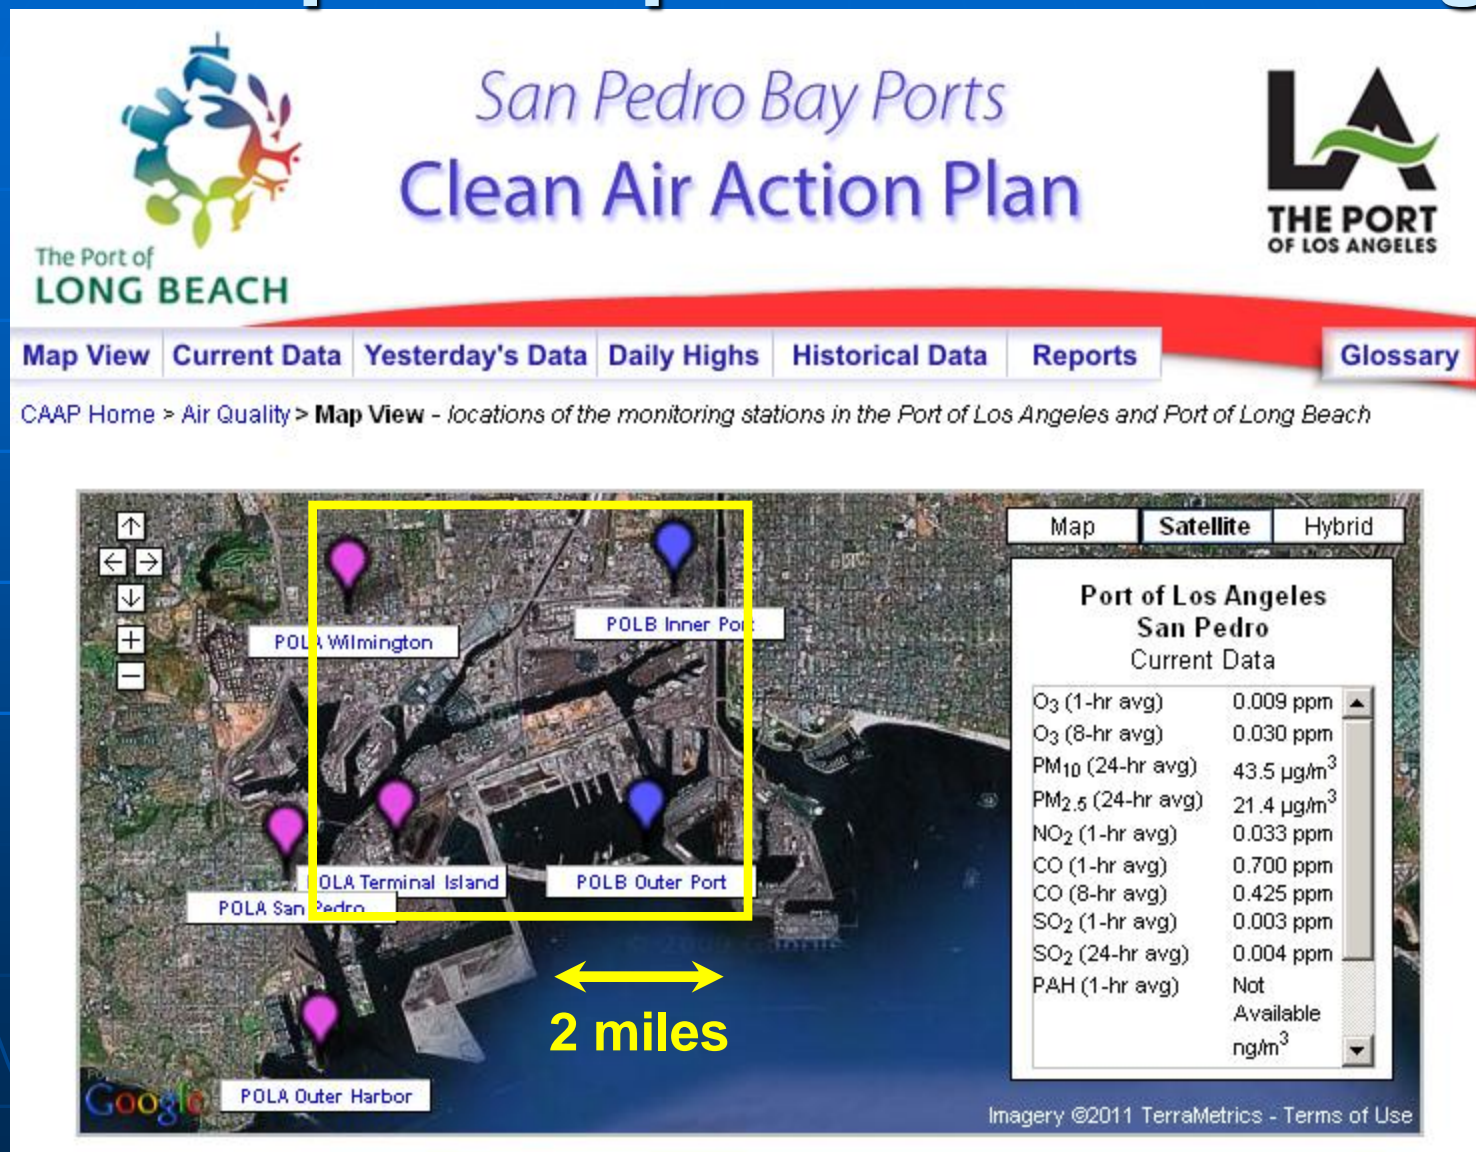 San Pedro Bay Ports
Clean Air Action Plan
The Port of
LONG BEACH
LA
THE PORT
OF LOS ANGELES
Map View Current Data Yesterday's Data Daily Highs Historical Data Reports Glossary
CAAP Home > Air Quality > Map View - locations of the monitoring stations in the Port of Los Angeles and Port of Long Beach
Map Satellite Hybrid
Port of Los Angeles
San Pedro
Current Data
O3 (1-hr avg) 0.009 ppm
O3 (8-hr avg) 0.030 ppm
PM10 (24-hr avg) 43.5 µg/m3
PM2.5 (24-hr avg) 21.4 µg/m3
NO2 (1-hr avg) 0.033 ppm
CO (1-hr avg) 0.700 ppm
CO (8-hr avg) 0.425 ppm
SO2 (1-hr avg) 0.003 ppm
SO2 (24-hr avg) 0.004 ppm
PAH (1-hr avg) Not
Available
ng/m3
POLB Inner Port
POLA Wilmington
POLA Terminal Island
POLB Outer Port
POLA San Pedro
© 2009 Google
2 miles
POLA Outer Harbor
Google
Imagery ©2011 TerraMetrics - Terms of Use